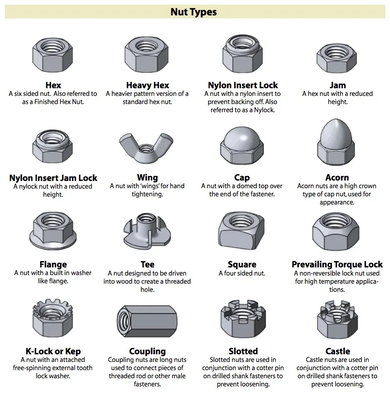 Nut Types
Hex
A six sided nut. Also referred to
as a Finished Hex Nut.
Heavy Hex
A heavier pattern version of a
standard hex nut.
Nylon Insert Lock
A nut with a nylon insert to
prevent backing off. Also
referred to as a Nylock.
Jam
A hex nut with a reduced
height.
Nylon Insert Jam Lock
A nylock nut with a reduced
height.
Wing
A nut with 'wings' for hand
tightening.
Cap
A nut with a domed top over
the end of the fastener.
Acorn
Acorn nuts are a high crown
type of cap nut, used for
appearance.
Flange
A nut with a built in washer
like flange.
Tee
A nut designed to be driven
into wood to create a threaded
hole.
Square
A four sided nut.
Prevailing Torque Lock
A non-reversible lock nut used
for high temperature applica-
tions.
K-Lock or Kep
A nut with an attached
free-spinning external tooth
lock washer.
Coupling
Coupling nuts are long nuts
used to connect pieces of
threaded rod or other male
fasteners.
Slotted
Slotted nuts are used in
conjunction with a cotter pin
on drilled shank fasteners to
prevent loosening.
Castle
Castle nuts are used in
conjunction with a cotter pin
on drilled shank fasteners to
prevent loosening.